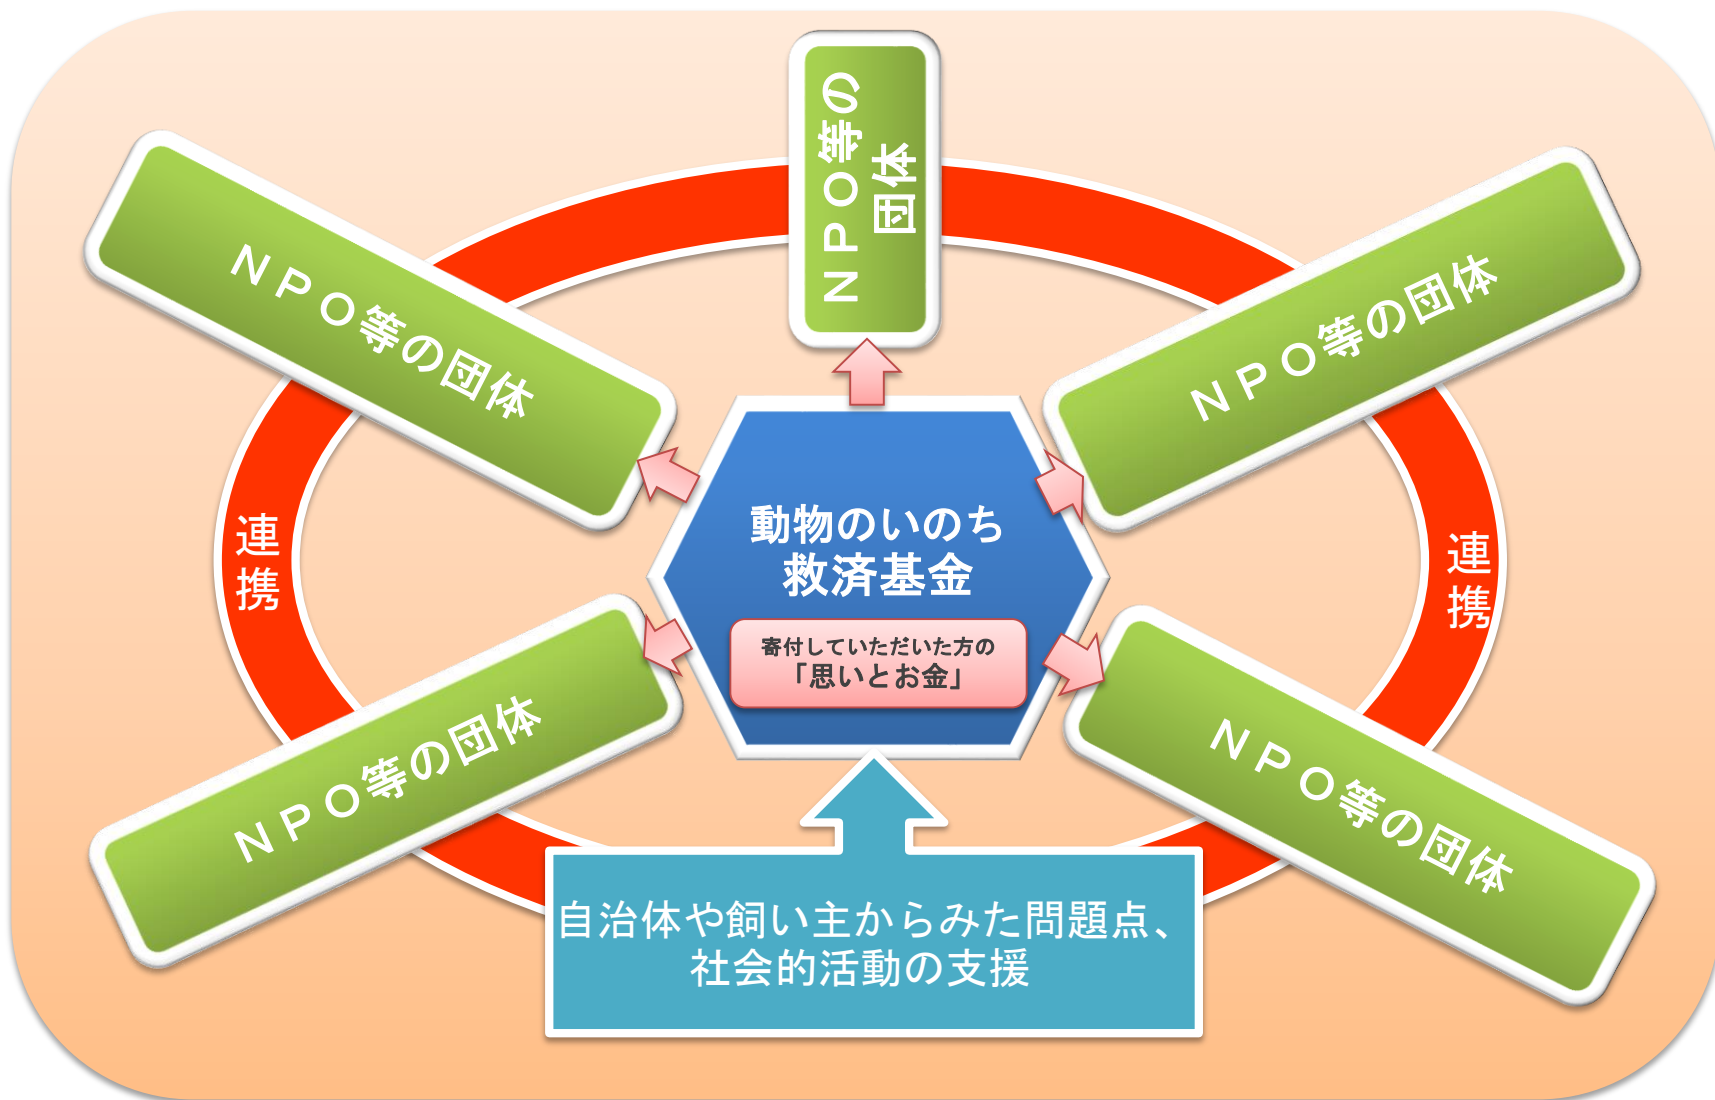 ＮＰＯ等の
団体
ＮＰＯ等の団体
ＮＰＯ等の団体
動物のいのち
救済基金
寄付していただいた方の
「思いとお金」
連
携
連
携
ＮＰＯ等の団体
ＮＰＯ等の団体
自治体や飼い主からみた問題点、
社会的活動の支援